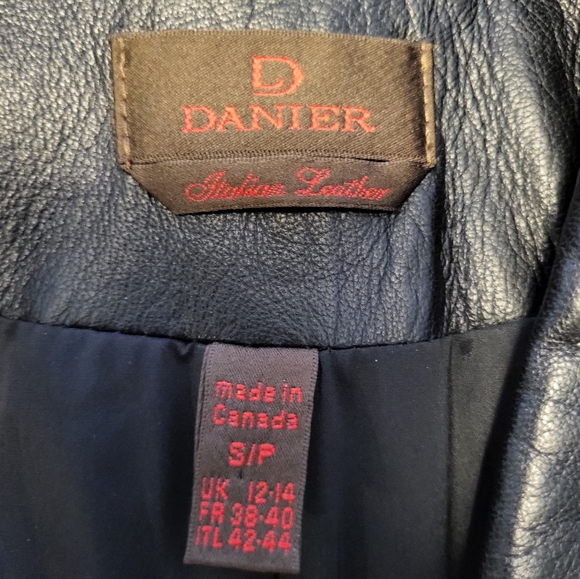 D
DANIER
Italian Leather
made in
Canada
S/P
UK 12-14
FR 38-40
ITL 42-44